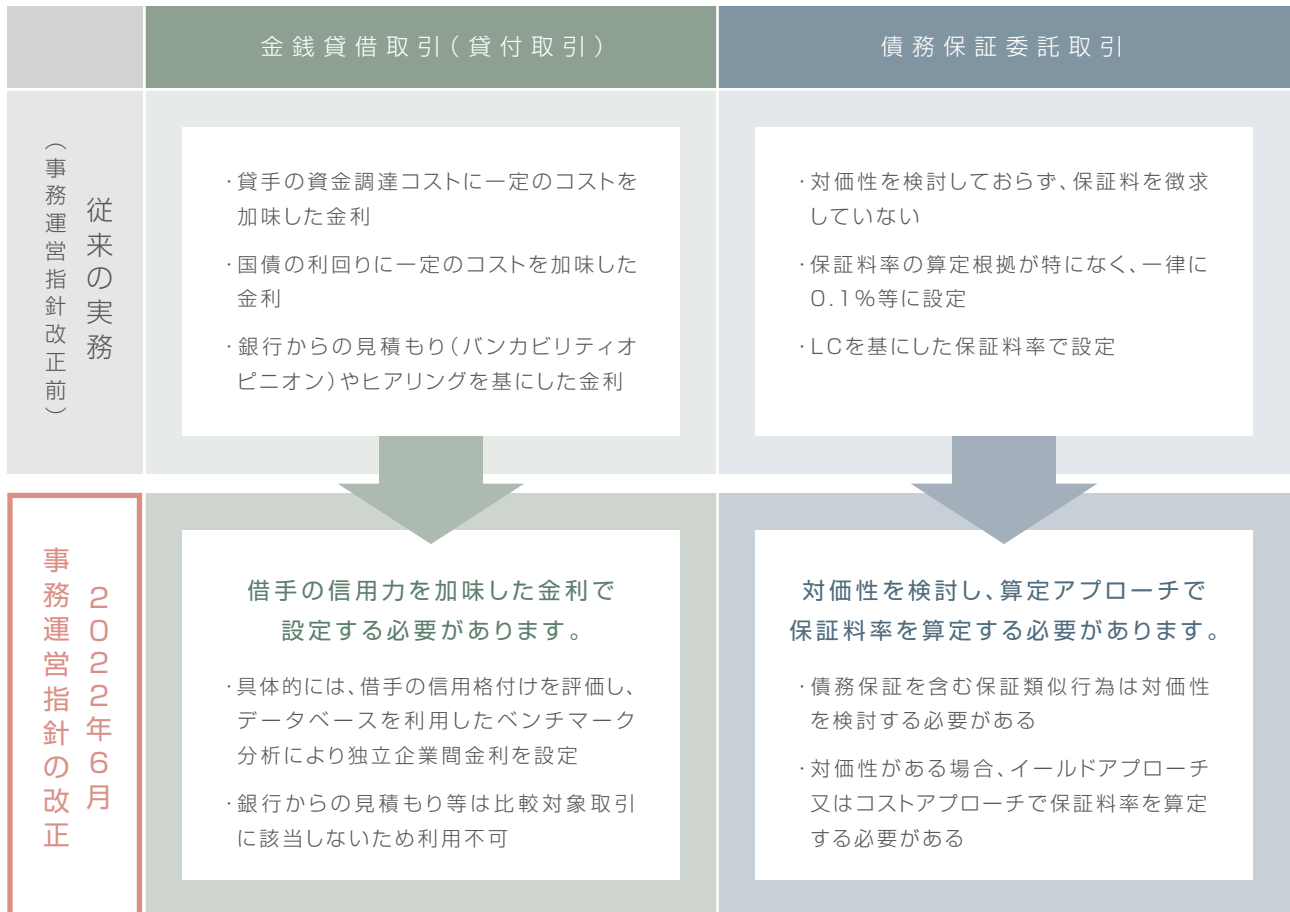 金銭貸借取引（貸付取引）
債務保証委託取引
従来の実務
（事務運営指針改正前）
・貸手の資金調達コストに一定のコストを
加味した金利
・国債の利回りに一定のコストを加味した
金利
・銀行からの見積もり（バンカビリティオ
ピニオン）やヒアリングを基にした金利
・対価性を検討しておらず、保証料を徴求
していない
・保証料率の算定根拠が特になく、一律に
0.1%等に設定
・LCを基にした保証料率で設定
2022年6月
事務運営指針の改正
借手の信用力を加味した金利で
設定する必要があります。
・具体的には、借手の信用格付けを評価し、
データベースを利用したベンチマーク
分析により独立企業間金利を設定
・銀行からの見積もり等は比較対象取引
に該当しないため利用不可
対価性を検討し、算定アプローチで
保証料率を算定する必要があります。
・債務保証を含む保証類似行為は対価性
を検討する必要がある
・対価性がある場合、イールドアプローチ
又はコストアプローチで保証料率を算定
する必要がある